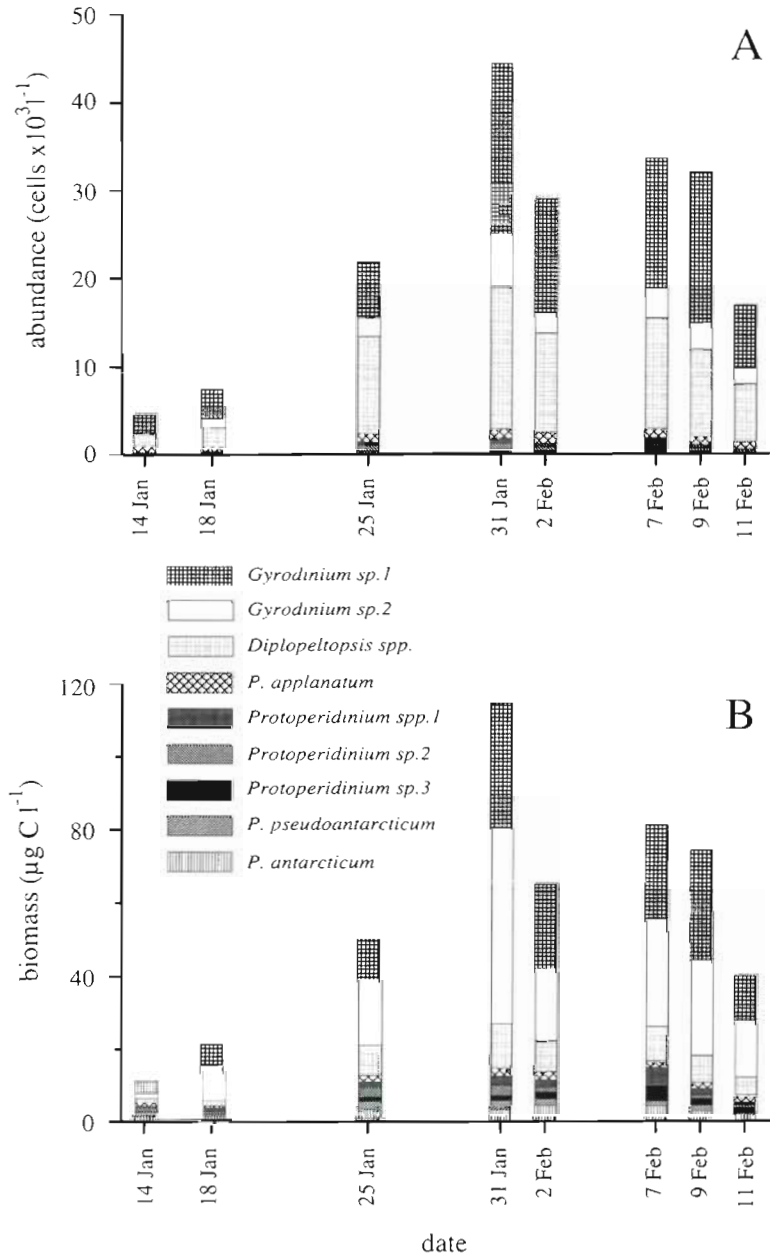 A
abundance (cells x10³l⁻¹)
50
40
30
20
10
0
14 Jan
18 Jan
25 Jan
31 Jan
2 Feb
7 Feb
9 Feb
11 Feb
Gyrodinium sp.1
Gyrodinium sp.2
Diplopeltopsis spp.
P. applanatum
Protoperidinium spp.1
Protoperidinium sp.2
Protoperidinium sp.3
P. pseudoantarcticum
P. antarcticum
B
biomass (µg C l⁻¹)
120
80
40
0
14 Jan
18 Jan
25 Jan
31 Jan
2 Feb
7 Feb
9 Feb
11 Feb
date